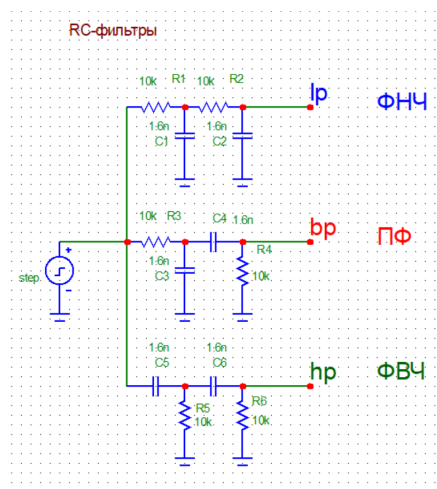 RC-фильтры
10k R1 10k R2
lp
ФНЧ
1.6n
C1
1.6n
C2
10k R3
C4 1.6n
bp
ПФ
1.6n
C3
R4
10k
step
1.6n
C5
1.6n
C6
hp
ФВЧ
R5
10k
R6
10k